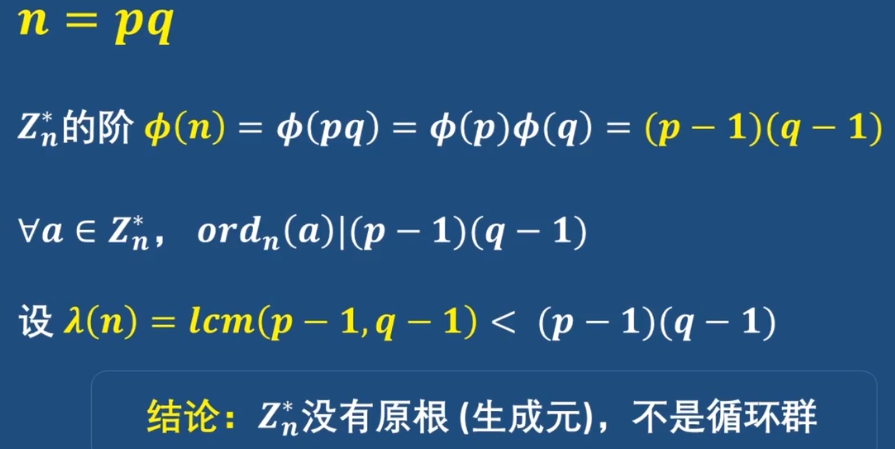 n = pq
Z*ₙ的阶 ϕ(n) = ϕ(pq) = ϕ(p)ϕ(q) = (p − 1)(q − 1)
∀a ∈ Z*ₙ, ordₙ(a)|(p − 1)(q − 1)
设 λ(n) = lcm(p − 1, q − 1) < (p − 1)(q − 1)
结论：Z*ₙ没有原根 (生成元)，不是循环群